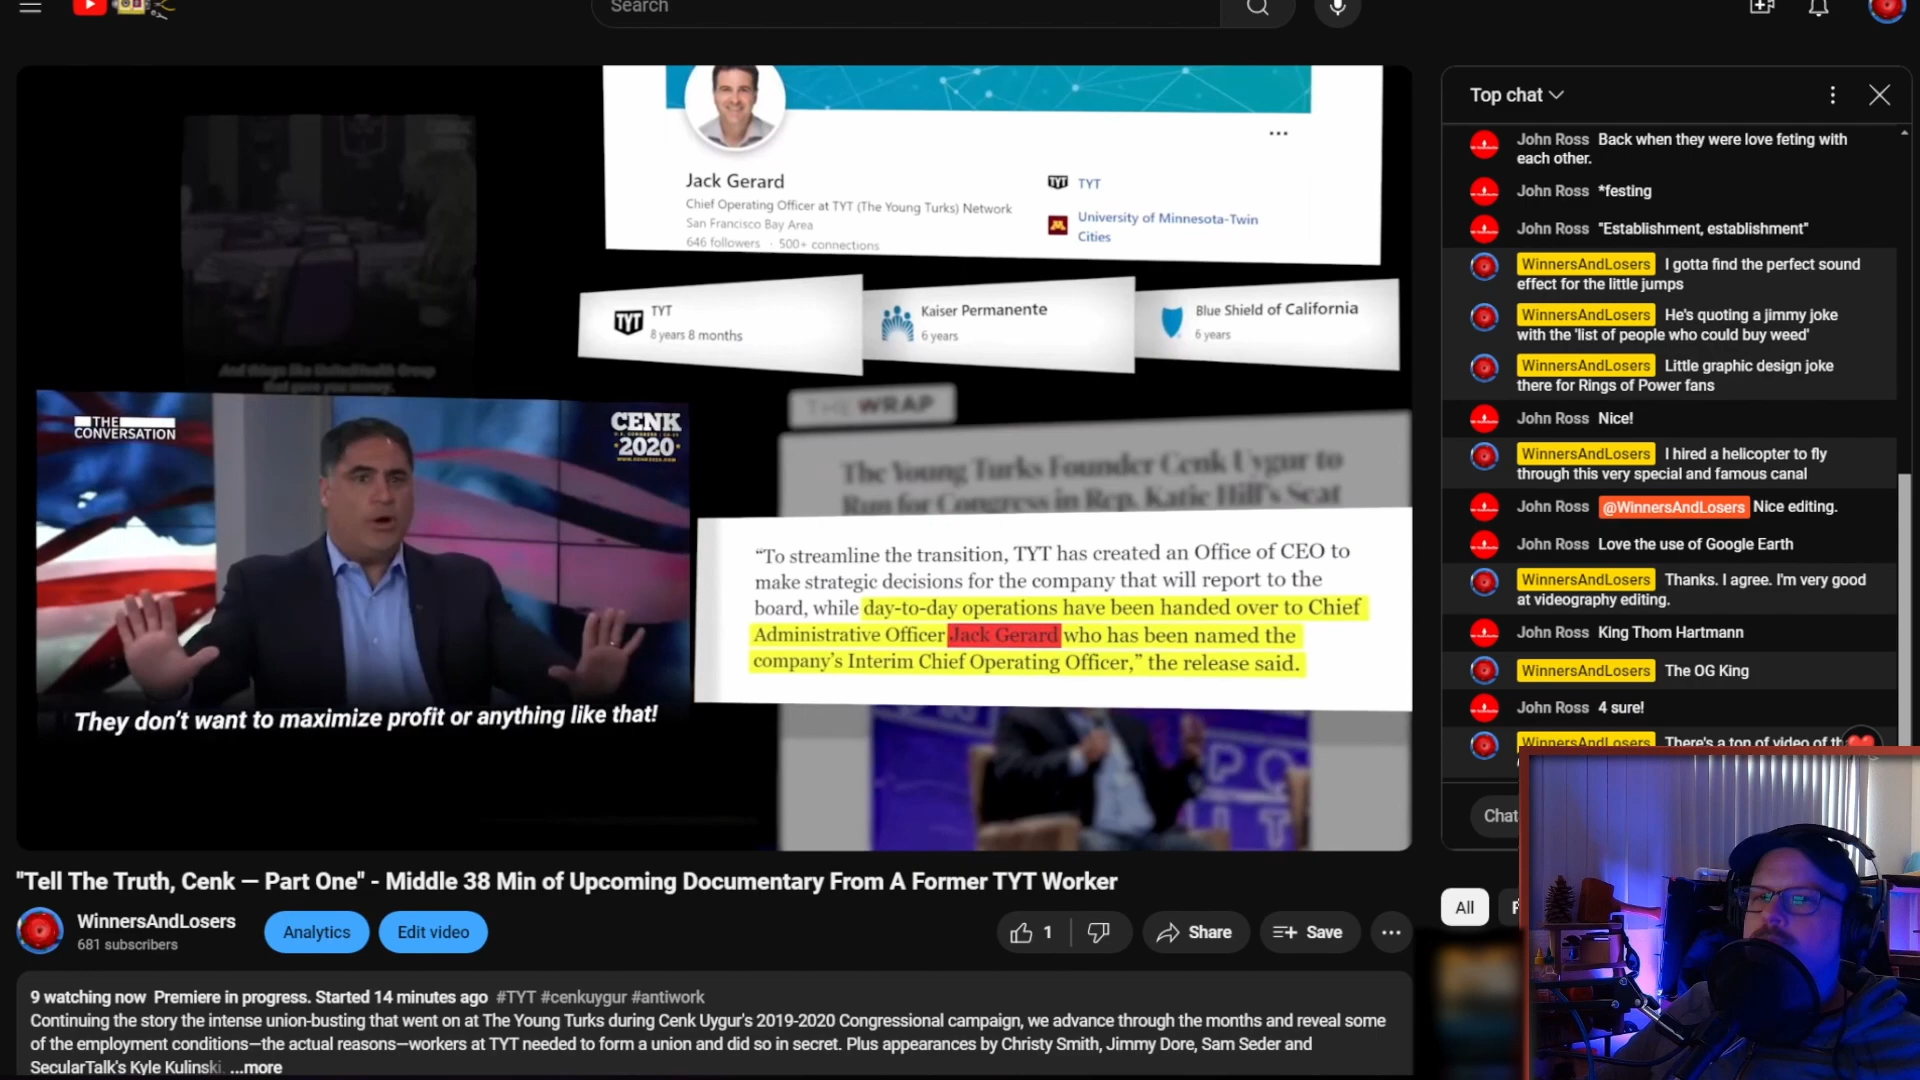 Search
Jack Gerard
Chief Operating Officer at TYT (The Young Turks) Network
San Francisco Bay Area
646 followers · 500+ connections
TYT
TYT
University of Minnesota-Twin
Cities
TYT
TYT
8 years 8 months
Kaiser Permanente
6 years
Blue Shield of California
6 years
And things like UnitedHealth Group
that gave you money.
THE
CONVERSATION
CENK
2020
They don't want to maximize profit or anything like that!
THE WRAP
The Young Turks Founder Cenk Uygur to
Run for Congress in Rep. Katie Hill's Seat
“To streamline the transition, TYT has created an Office of CEO to
make strategic decisions for the company that will report to the
board, while day-to-day operations have been handed over to Chief
Administrative Officer Jack Gerard who has been named the
company's Interim Chief Operating Officer,” the release said.
Top chat
John Ross Back when they were love feting with
each other.
John Ross *festing
John Ross "Establishment, establishment"
WinnersAndLosers I gotta find the perfect sound
effect for the little jumps
WinnersAndLosers He's quoting a jimmy joke
with the 'list of people who could buy weed'
WinnersAndLosers Little graphic design joke
there for Rings of Power fans
John Ross Nice!
WinnersAndLosers I hired a helicopter to fly
through this very special and famous canal
John Ross @WinnersAndLosers Nice editing.
John Ross Love the use of Google Earth
WinnersAndLosers Thanks. I agree. I'm very good
at videography editing.
John Ross King Thom Hartmann
WinnersAndLosers The OG King
John Ross 4 sure!
WinnersAndLosers There's a ton of video of
Chat
All
"Tell The Truth, Cenk — Part One" - Middle 38 Min of Upcoming Documentary From A Former TYT Worker
WinnersAndLosers
681 subscribers
Analytics
Edit video
1
Share
Save
9 watching now Premiere in progress. Started 14 minutes ago #TYT #cenkuygur #antiwork
Continuing the story the intense union-busting that went on at The Young Turks during Cenk Uygur's 2019-2020 Congressional campaign, we advance through the months and reveal some
of the employment conditions—the actual reasons—workers at TYT needed to form a union and did so in secret. Plus appearances by Christy Smith, Jimmy Dore, Sam Seder and
SecularTalk's Kyle Kulinski. ...more